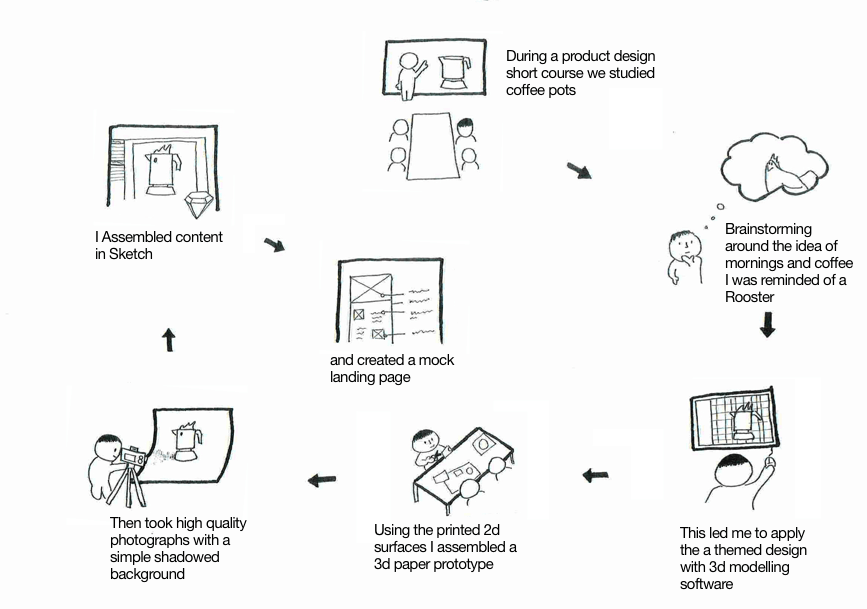 During a product design
short course we studied
coffee pots
Brainstorming
around the idea of
mornings and coffee
I was reminded of a
Rooster
This led me to apply
the a themed design
with 3d modelling
software
Using the printed 2d
surfaces I assembled a
3d paper prototype
Then took high quality
photographs with a
simple shadowed
background
I Assembled content
in Sketch
and created a mock
landing page